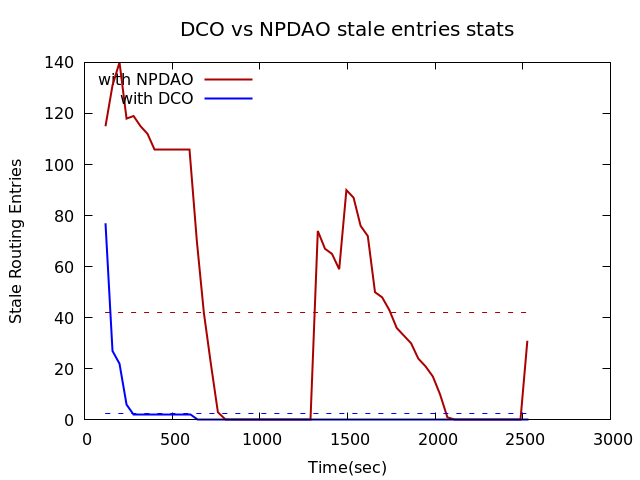 DCO vs NPDAO stale entries stats
with NPDAO
with DCO
Stale Routing Entries
140
120
100
80
60
40
20
0
0 500 1000 1500 2000 2500 3000
Time(sec)